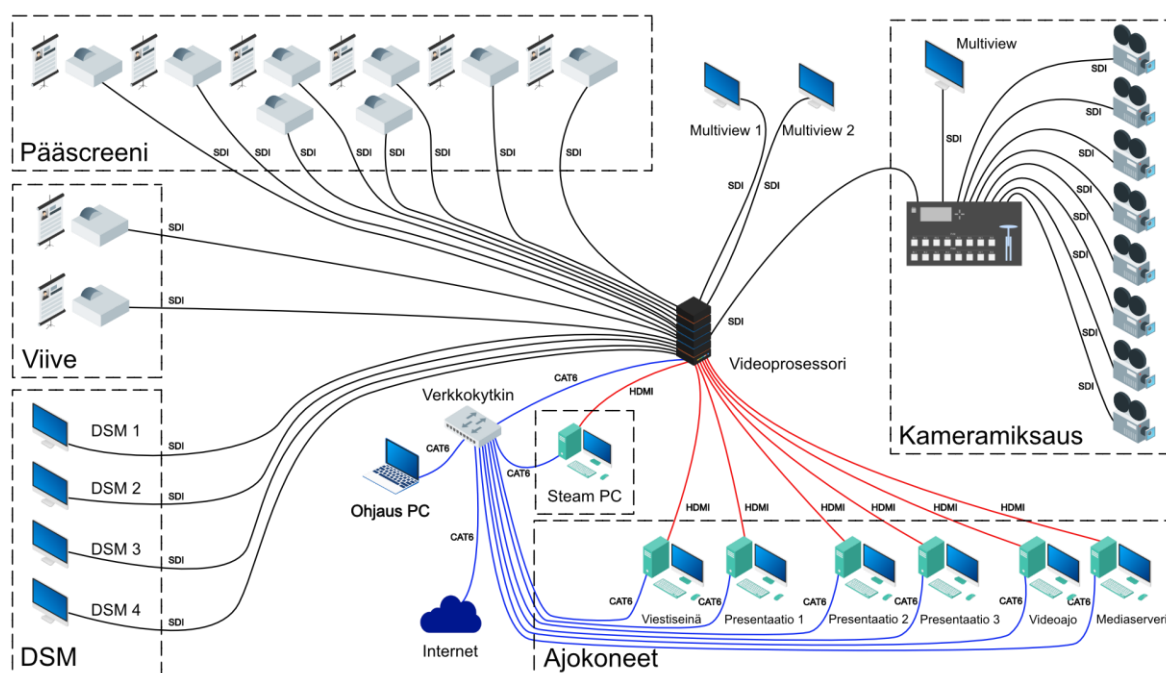 Multiview
SDI
SDI
SDI
SDI
SDI
SDI
SDI
SDI
SDI
Kameramiksaus
Multiview 1
Multiview 2
SDI
SDI
Pääscreeni
SDI
SDI
SDI
SDI
SDI
SDI
SDI
SDI
SDI
SDI
Viive
SDI
Videoprosessori
DSM 1
SDI
DSM 2
SDI
DSM 3
SDI
DSM 4
SDI
DSM
Verkkokytkin
CAT6
HDMI
CAT6
CAT6
Ohjaus PC
Steam PC
CAT6
Internet
HDMI
HDMI
HDMI
HDMI
HDMI
HDMI
CAT6
CAT6
CAT6
CAT6
CAT6
CAT6
Viestiseinä
Presentaatio 1
Presentaatio 2
Presentaatio 3
Videoajo
Mediaserveri
Ajokoneet